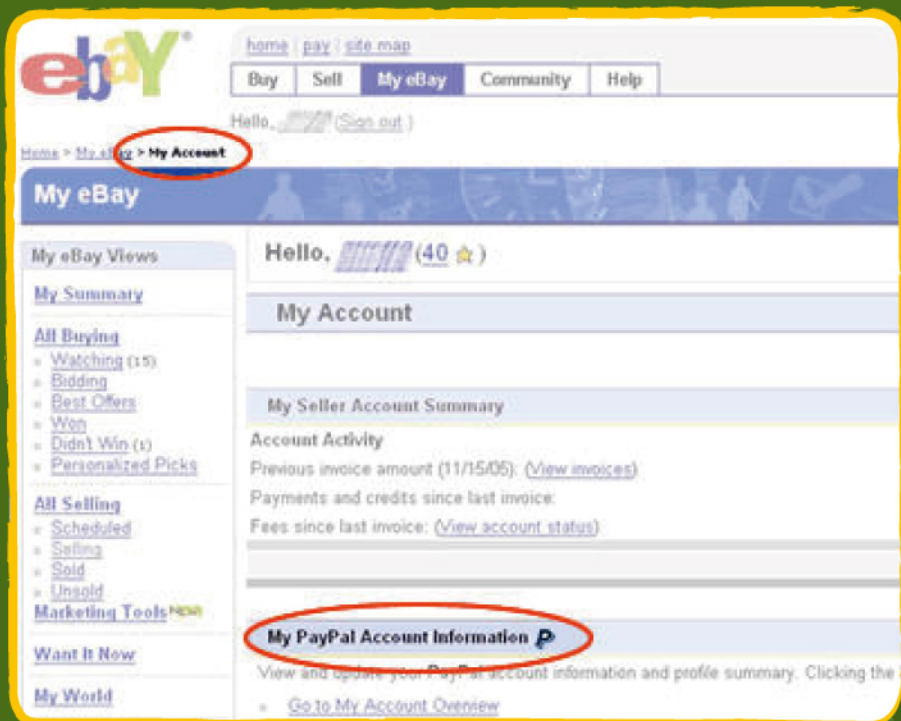 ebaY®
home | pay | site map
Buy Sell My eBay Community Help
Hello, (Sign out)
Home > My eBay > My Account
My eBay
My eBay Views
My Summary
All Buying
Watching (15)
Bidding
Best Offers
Won
Didn't Win (1)
Personalized Picks
All Selling
Scheduled
Selling
Sold
Unsold
Marketing Tools NEW!
Want It Now
My World
Hello, (40)
My Account
My Seller Account Summary
Account Activity
Previous invoice amount (11/15/05): (View invoices)
Payments and credits since last invoice:
Fees since last invoice: (View account status)
My PayPal Account Information P
View and update your PayPal account information and profile summary. Clicking the
Go to My Account Overview